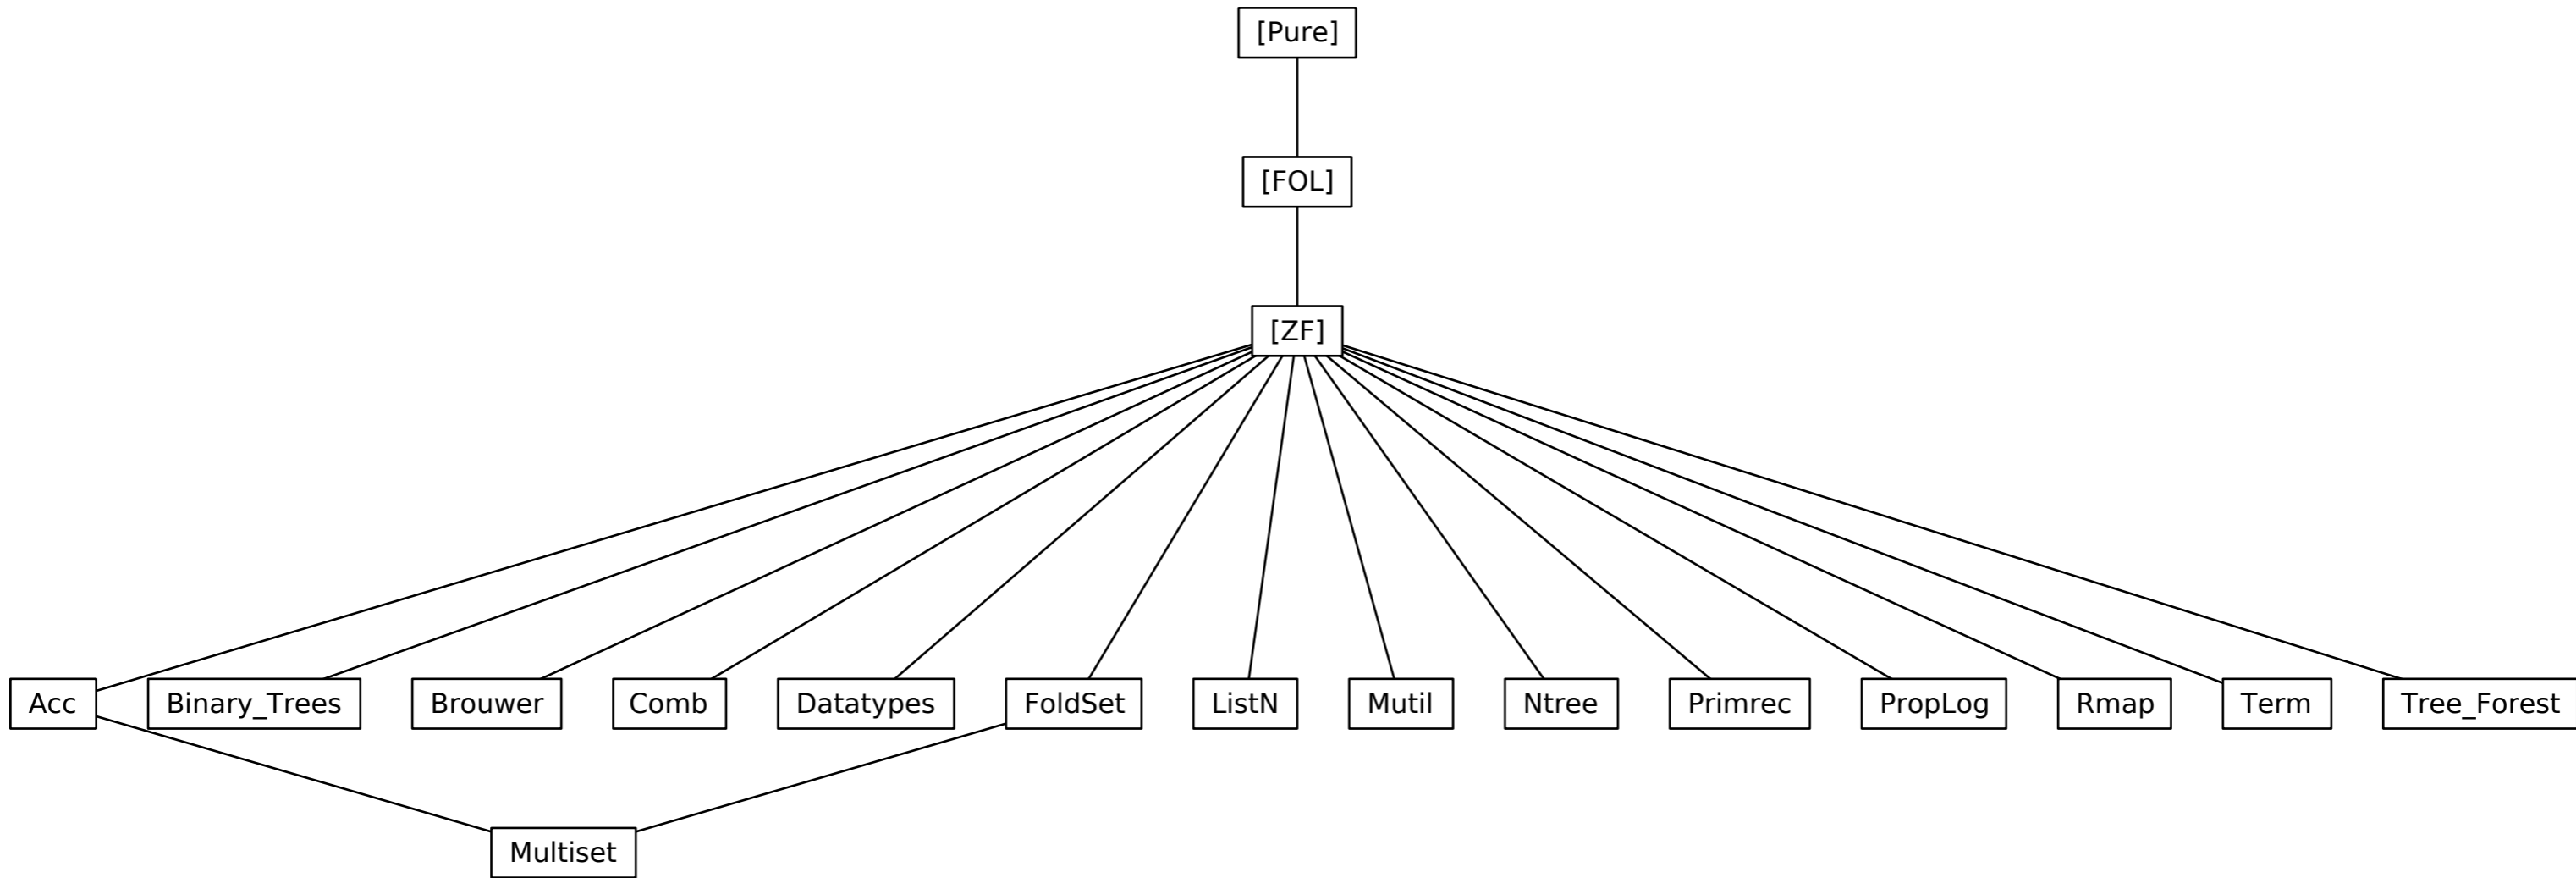 [Pure]
[FOL]
[ZF]
Acc
Binary_Trees
Brouwer
Comb
Datatypes
FoldSet
ListN
Mutil
Ntree
Primrec
PropLog
Rmap
Term
Tree_Forest
Multiset